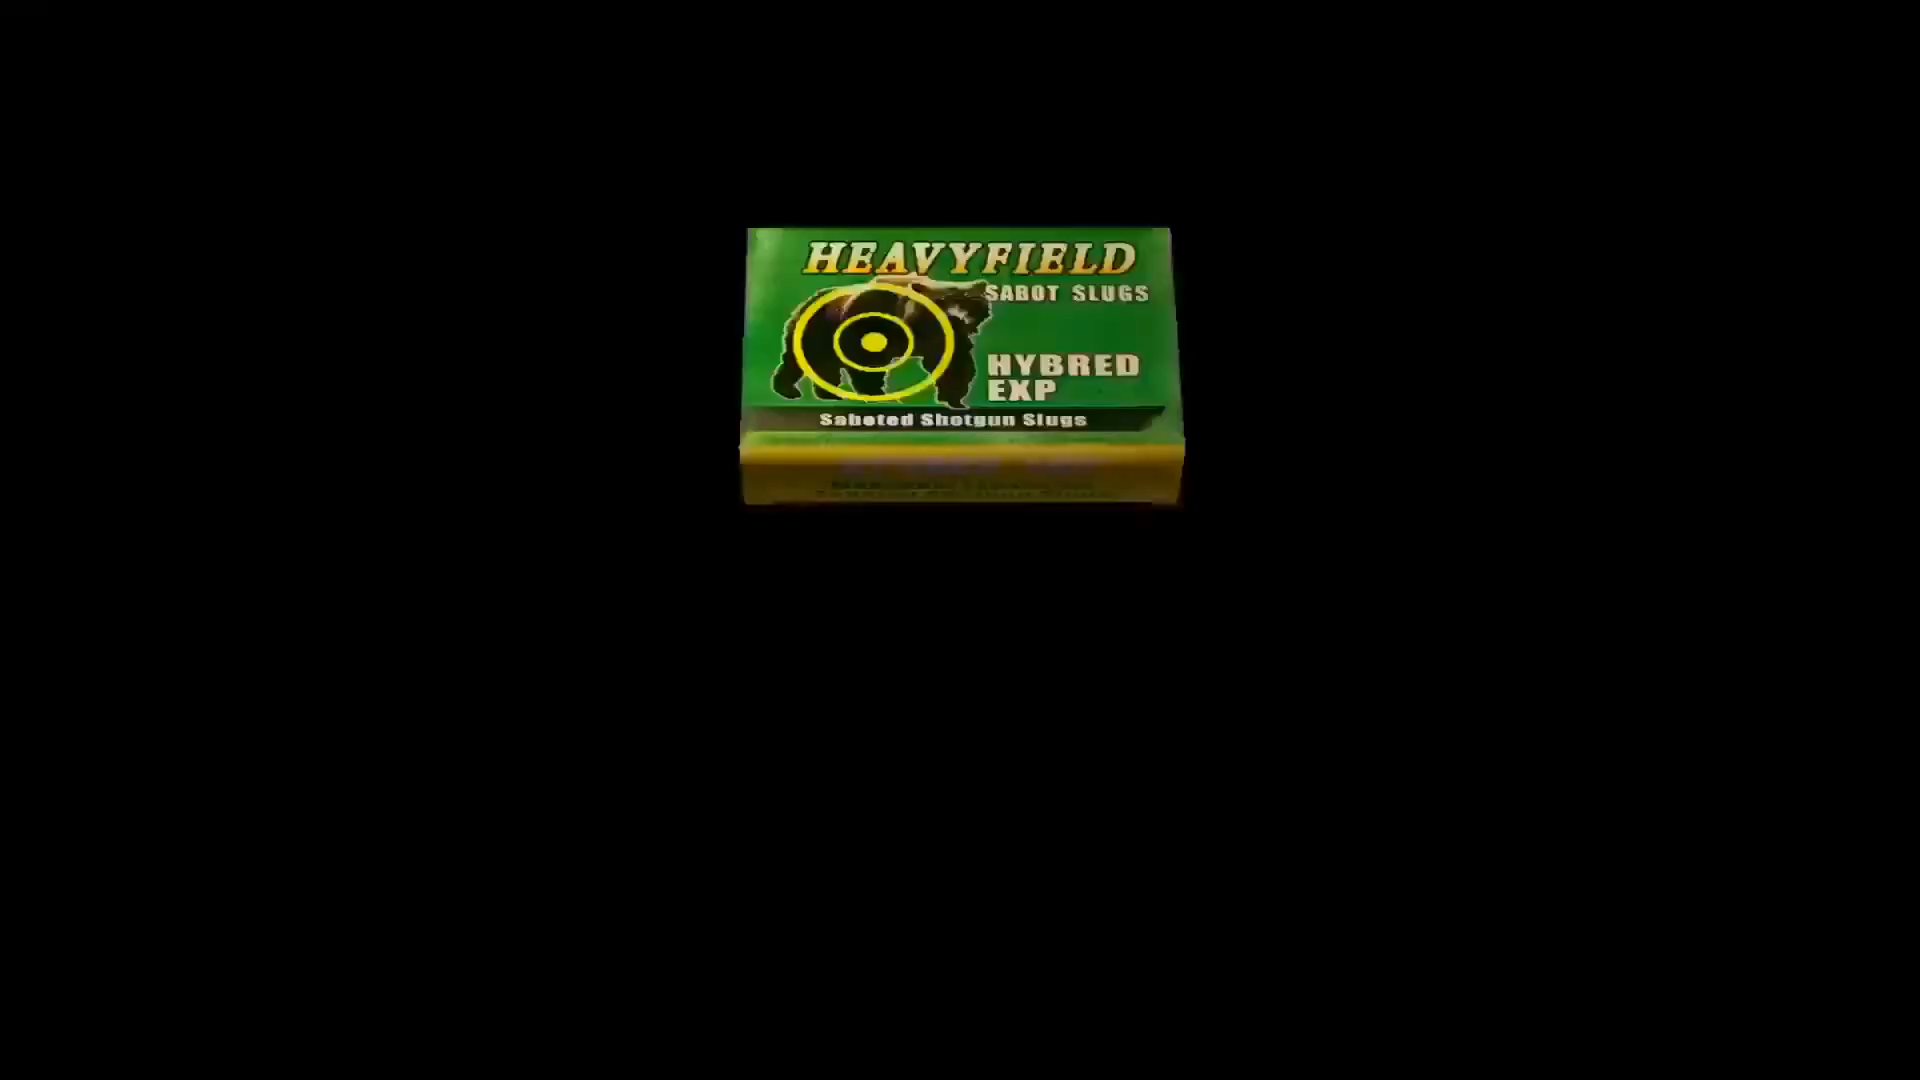 HEAVYFIELD
SABOT SLUGS
HYBRED
EXP
Saboted Shotgun Slugs